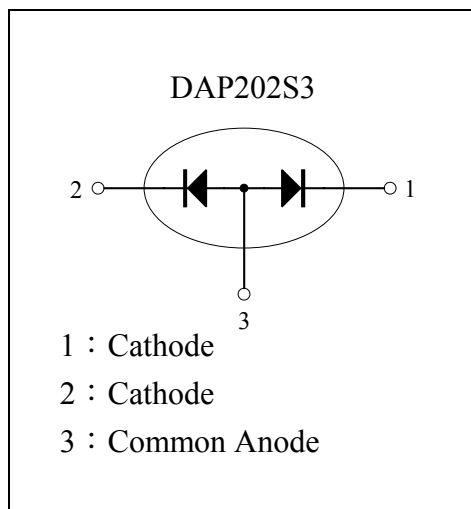 DAP202S3
2
1
3
1：Cathode
2：Cathode
3：Common Anode